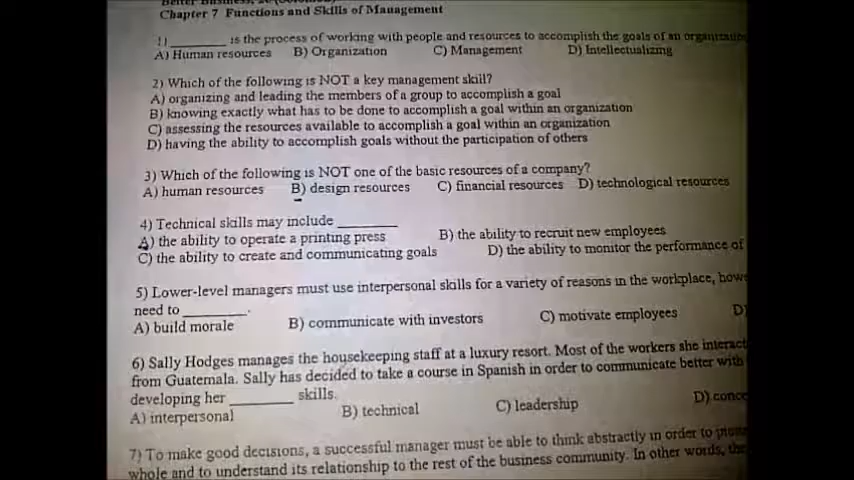 Chapter 7 Functions and Skills of Management
1) ________ is the process of working with people and resources to accomplish the goals of an
A) Human resources B) Organization C) Management D) Intellectualizing
2) Which of the following is NOT a key management skill?
A) organizing and leading the members of a group to accomplish a goal
B) knowing exactly what has to be done to accomplish a goal within an organization
C) assessing the resources available to accomplish a goal within an organization
D) having the ability to accomplish goals without the participation of others
3) Which of the following is NOT one of the basic resources of a company?
A) human resources B) design resources C) financial resources D) technological resources
4) Technical skills may include ________
A) the ability to operate a printing press B) the ability to recruit new employees
C) the ability to create and communicating goals D) the ability to monitor the performance of
5) Lower-level managers must use interpersonal skills for a variety of reasons in the workplace, howe
need to ________.
A) build morale B) communicate with investors C) motivate employees D)
6) Sally Hodges manages the housekeeping staff at a luxury resort. Most of the workers she interact
from Guatemala. Sally has decided to take a course in Spanish in order to communicate better with
developing her ________ skills.
A) interpersonal B) technical C) leadership D) conce
7) To make good decisions, a successful manager must be able to think abstractly in order to
whole and to understand its relationship to the rest of the business community. In other words,